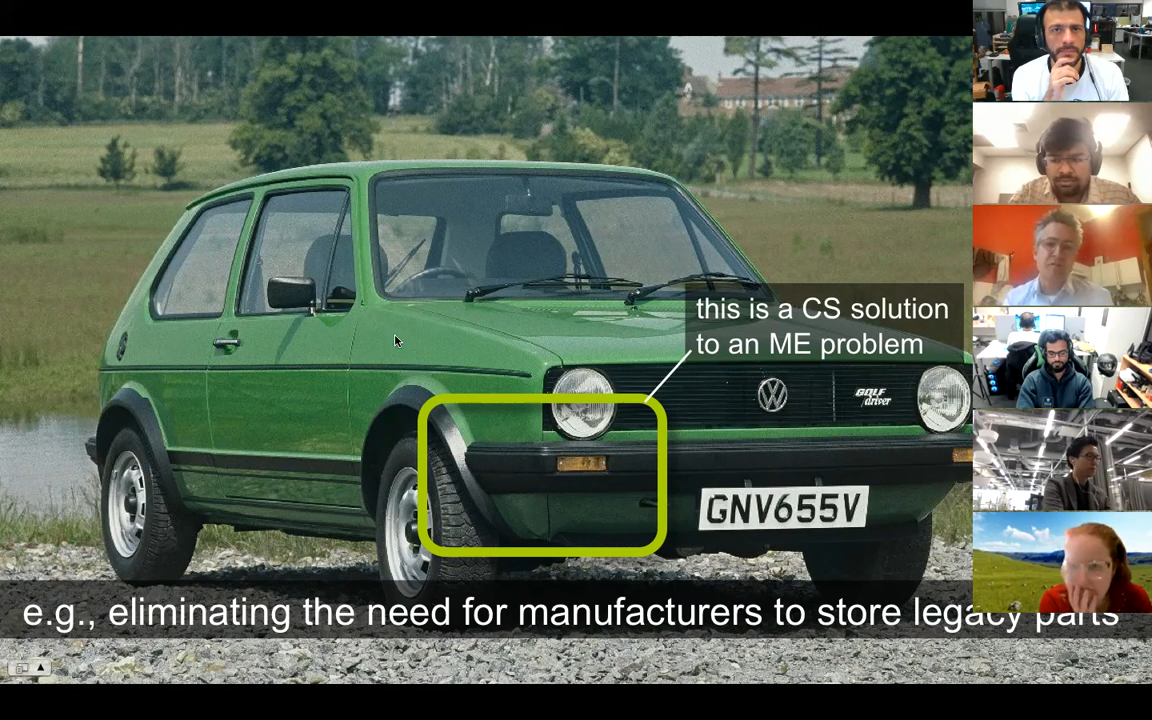 this is a CS solution
to an ME problem
VW
GOLF
driver
GNV655V
e.g., eliminating the need for manufacturers to store legacy parts